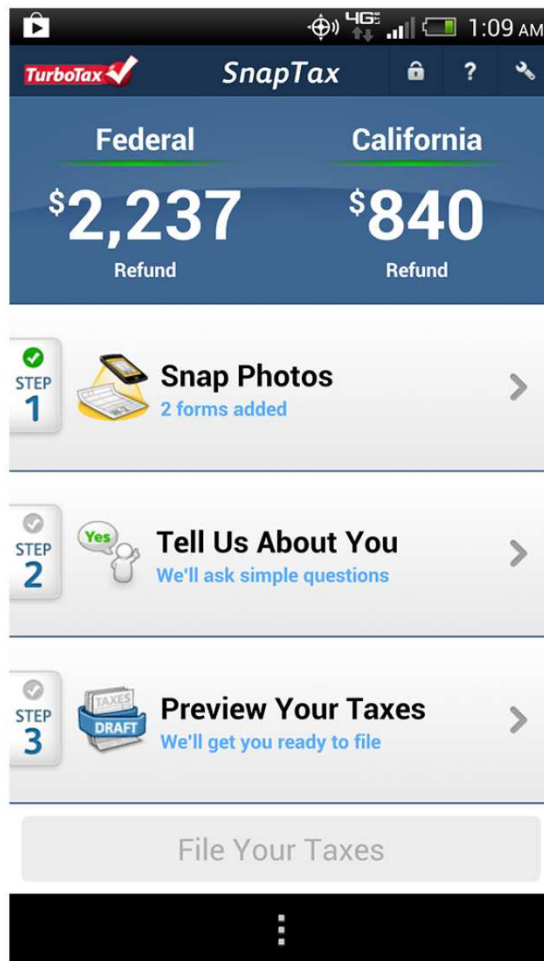 4G 1:09 AM
TurboTax SnapTax ?
Federal California
$2,237 $840
Refund Refund
STEP
1
Snap Photos
2 forms added
STEP
2
Yes
Tell Us About You
We'll ask simple questions
STEP
3
TAXES
DRAFT
Preview Your Taxes
We'll get you ready to file
File Your Taxes